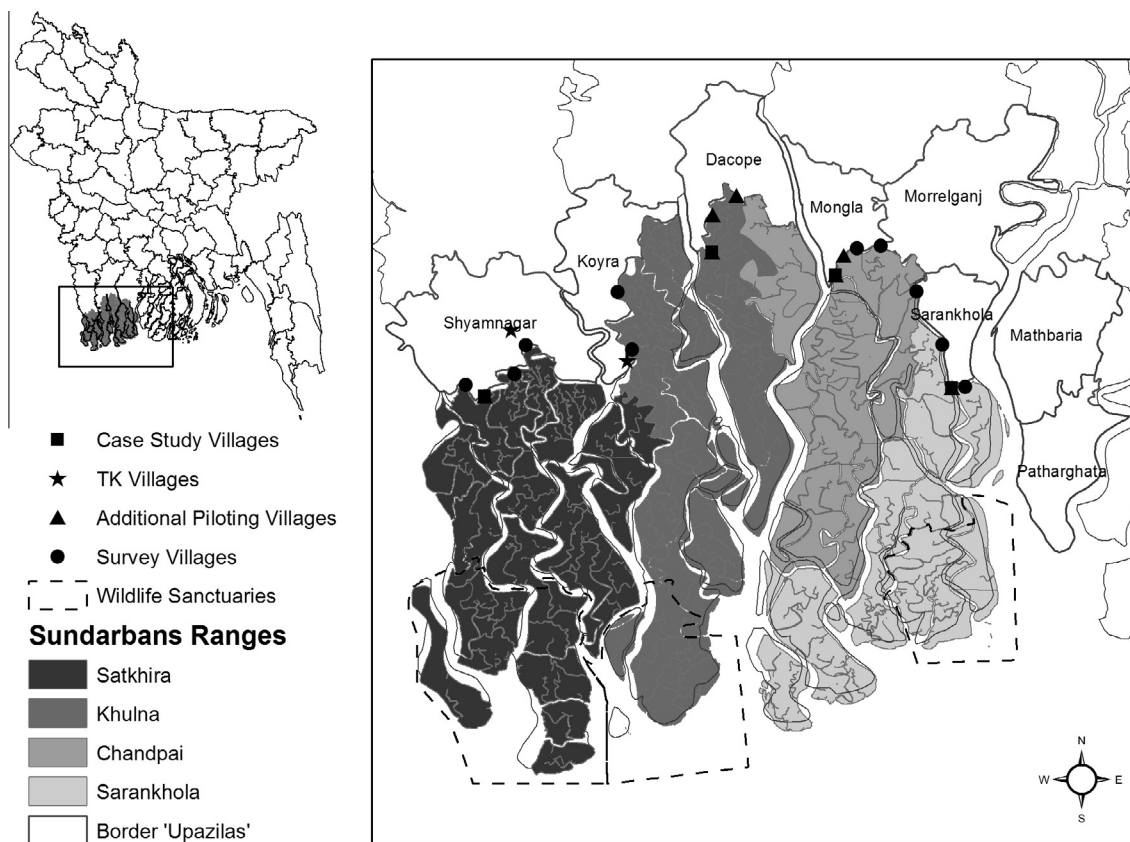 Case Study Villages
TK Villages
Additional Piloting Villages
Survey Villages
Wildlife Sanctuaries
Sundarbans Ranges
Satkhira
Khulna
Chandpai
Sarankhola
Border 'Upazilas'
Dacope
Mongla
Morrelganj
Koyra
Shyamnagar
Sarankhola
Mathbaria
Patharghata
N
W
E
S